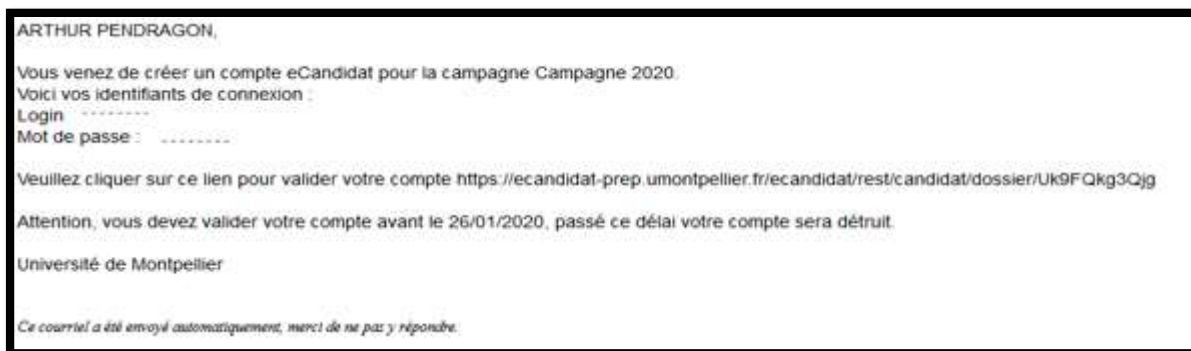 ARTHUR PENDRAGON,
Vous venez de créer un compte eCandidat pour la campagne Campagne 2020.
Voici vos identifiants de connexion :
Login --------
Mot de passe : --------
Veuillez cliquer sur ce lien pour valider votre compte https://ecandidat-prep.umontpellier.fr/ecandidat/rest/candidat/dossier/Uk9FQkg3Qjg
Attention, vous devez valider votre compte avant le 26/01/2020, passé ce délai votre compte sera détruit.
Université de Montpellier
Ce courriel a été envoyé automatiquement, merci de ne pas y répondre.